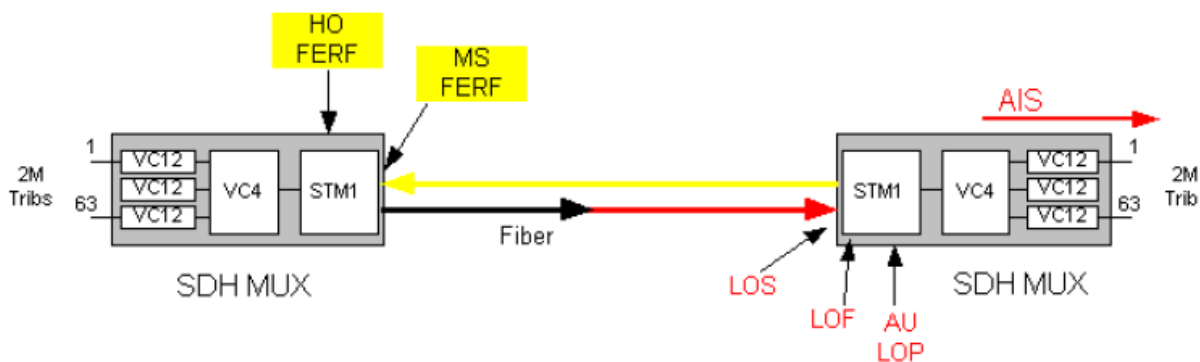 HO
FERF
MS
FERF
AIS
1
VC12
2M
Tribs
VC12
63
VC12
VC4
STM1
Fiber
SDH MUX
STM1
VC4
VC12
1
VC12
2M
Trib
VC12
63
LOS
LOF
AU
LOP
SDH MUX